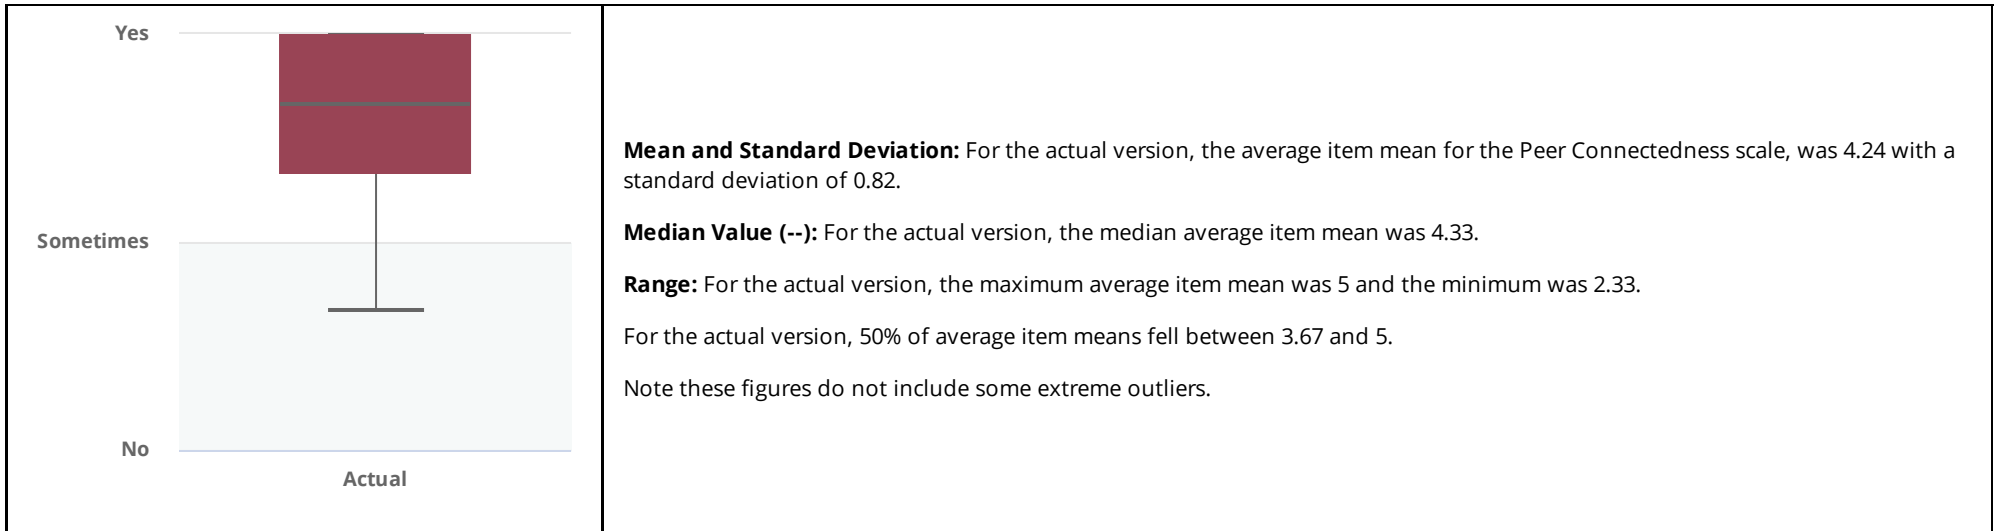 Yes
Sometimes
No
Actual
Mean and Standard Deviation: For the actual version, the average item mean for the Peer Connectedness scale, was 4.24 with a
standard deviation of 0.82.
Median Value (--): For the actual version, the median average item mean was 4.33.
Range: For the actual version, the maximum average item mean was 5 and the minimum was 2.33.
For the actual version, 50% of average item means fell between 3.67 and 5.
Note these figures do not include some extreme outliers.